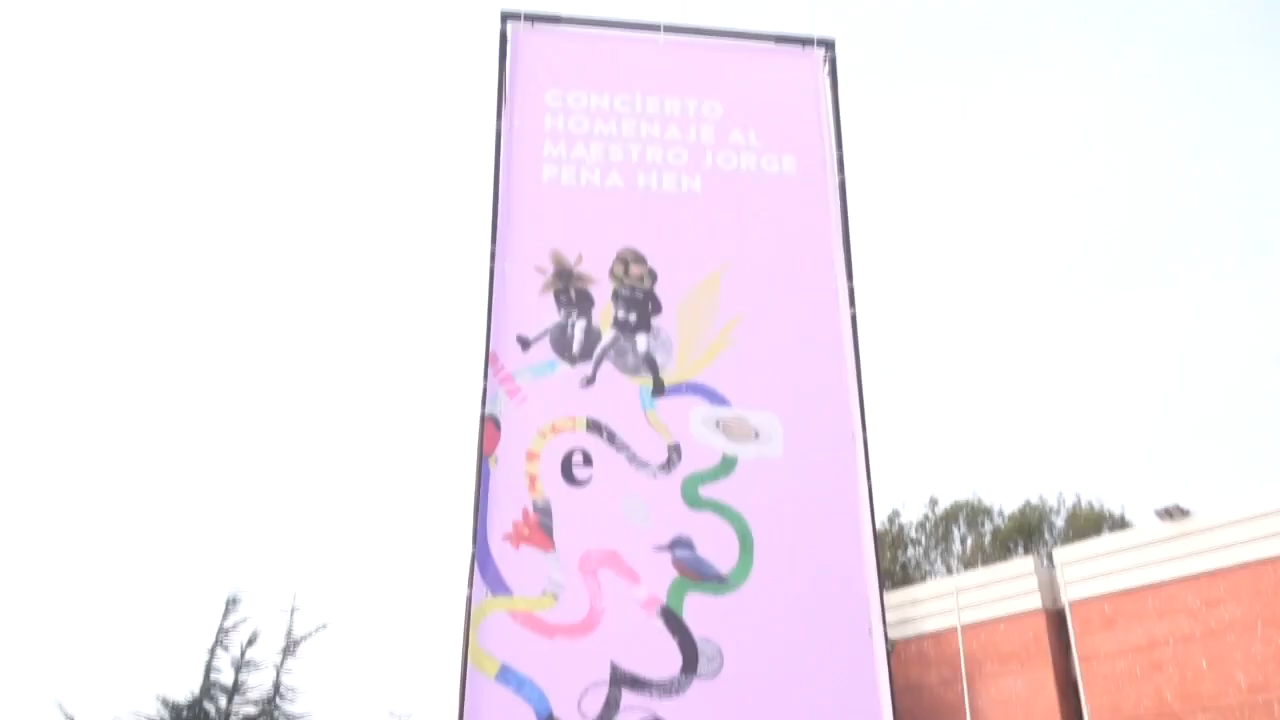 CONCIERTO
HOMENAJE AL
MAESTRO JORGE
PEÑA HEN
e